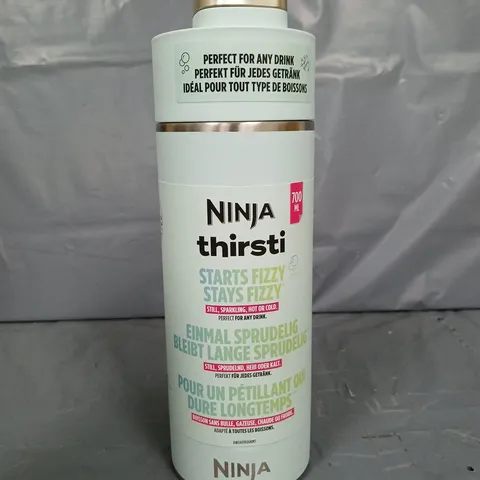 PERFECT FOR ANY DRINK
PERFEKT FÜR JEDES GETRÄNK
IDÉAL POUR TOUT TYPE DE BOISSONS
700
ML
NINJA
thirsti
STARTS FIZZY
STAYS FIZZY
STILL, SPARKLING, HOT OR COLD.
PERFECT FOR ANY DRINK.
EINMAL SPRUDELIG
BLEIBT LANGE SPRUDELIG
STILL, SPRUDELND, HEIß ODER KALT.
PERFEKT FÜR JEDES GETRÄNK.
POUR UN PÉTILLANT QUI
DURE LONGTEMPS
BOISSON SANS BULLE, GAZEUSE, CHAUDE OU FROIDE.
ADAPTÉ À TOUTES LES BOISSONS.
NINJA